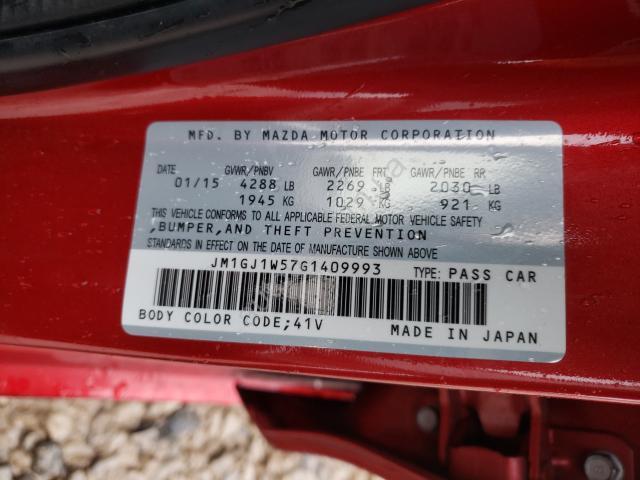 MFD. BY MAZDA MOTOR CORPORATION
DATE GVWR/PNBV GAWR/PNBE FRT GAWR/PNBE RR
01/15 4288 LB 2269 LB 2030 LB
1945 KG 1029 KG 921 KG
THIS VEHICLE CONFORMS TO ALL APPLICABLE FEDERAL MOTOR VEHICLE SAFETY
,BUMPER,AND THEFT PREVENTION
STANDARDS IN EFFECT ON THE DATE OF MANUFACTURE SHOWN ABOVE
JM1GJ1W57G1409993 TYPE: PASS CAR
BODY COLOR CODE;41V MADE IN JAPAN